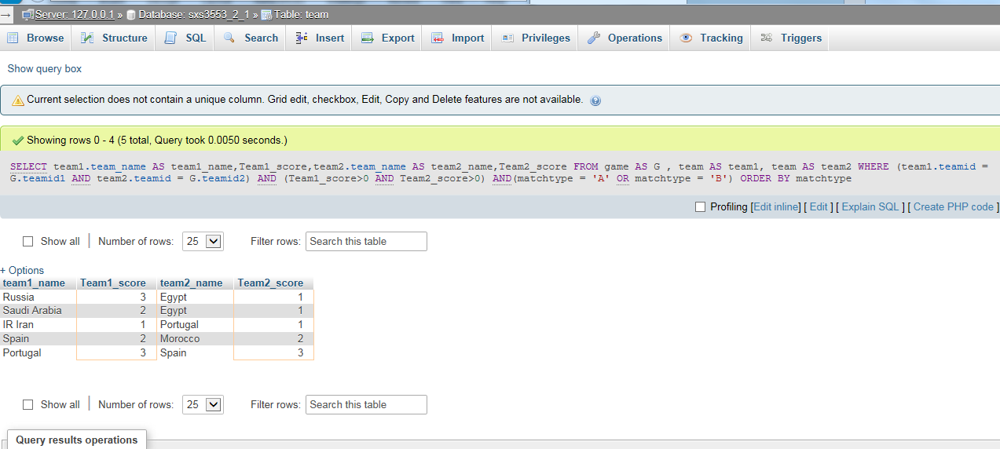 Server: 127.0.0.1 » Database: sxs3553_2_1 » Table: team
Browse Structure SQL Search Insert Export Import Privileges Operations Tracking Triggers
Show query box
Current selection does not contain a unique column. Grid edit, checkbox, Edit, Copy and Delete features are not available.
Showing rows 0 - 4 (5 total, Query took 0.0050 seconds.)
SELECT team1.team_name AS team1_name,Team1_score,team2.team_name AS team2_name,Team2_score FROM game AS G , team AS team1, team AS team2 WHERE (team1.teamid =
G.teamid1 AND team2.teamid = G.teamid2) AND (Team1_score>0 AND Team2_score>0) AND(matchtype = 'A' OR matchtype = 'B') ORDER BY matchtype
Profiling [Edit inline] [ Edit ] [ Explain SQL ] [ Create PHP code ]
Show all | Number of rows: 25 Filter rows: Search this table
+ Options
team1_name Team1_score team2_name Team2_score
Russia 3 Egypt 1
Saudi Arabia 2 Egypt 1
IR Iran 1 Portugal 1
Spain 2 Morocco 2
Portugal 3 Spain 3
Show all | Number of rows: 25 Filter rows: Search this table
Query results operations